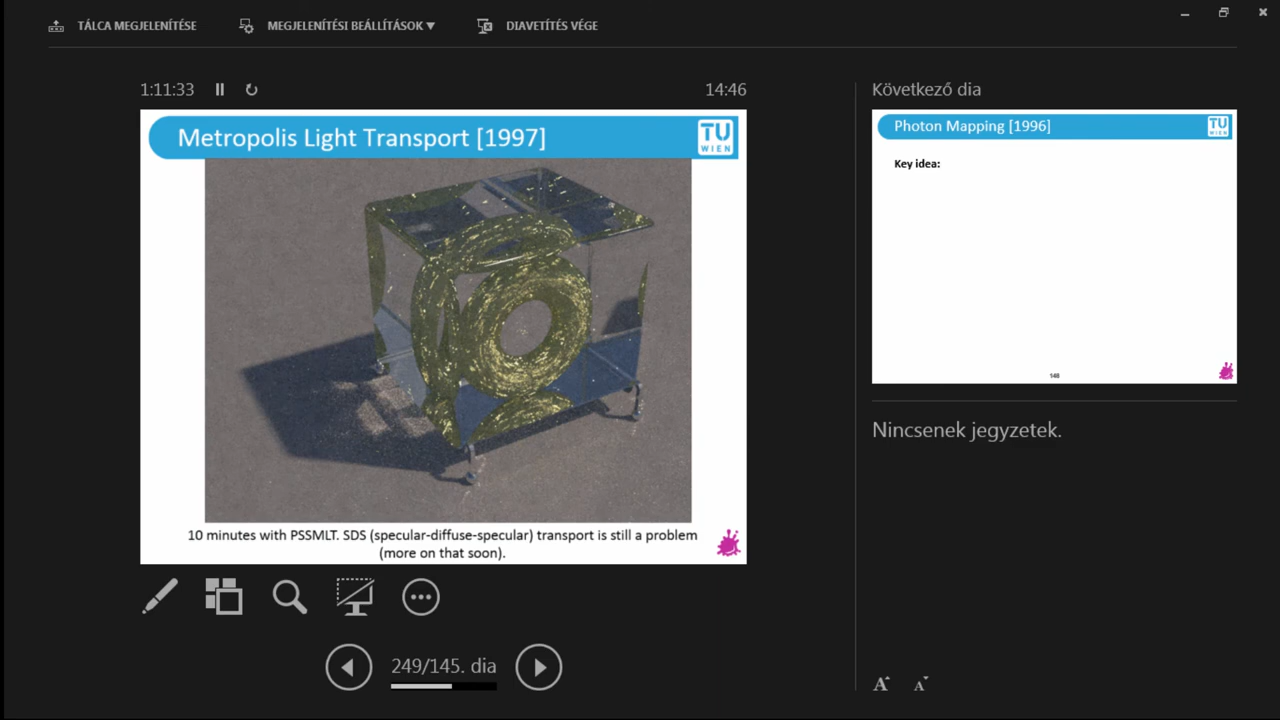 TÁLCA MEGJELENÍTÉSE
MEGJELENÍTÉSI BEÁLLÍTÁSOK ▼
DIAVETÍTÉS VÉGE
1:11:33
14:46
Metropolis Light Transport [1997]
TU
WIEN
10 minutes with PSSMLT. SDS (specular-diffuse-specular) transport is still a problem
(more on that soon).
249/145. dia
Következő dia
Photon Mapping [1996]
TU
WIEN
Key idea:
148
Nincsenek jegyzetek.
A A